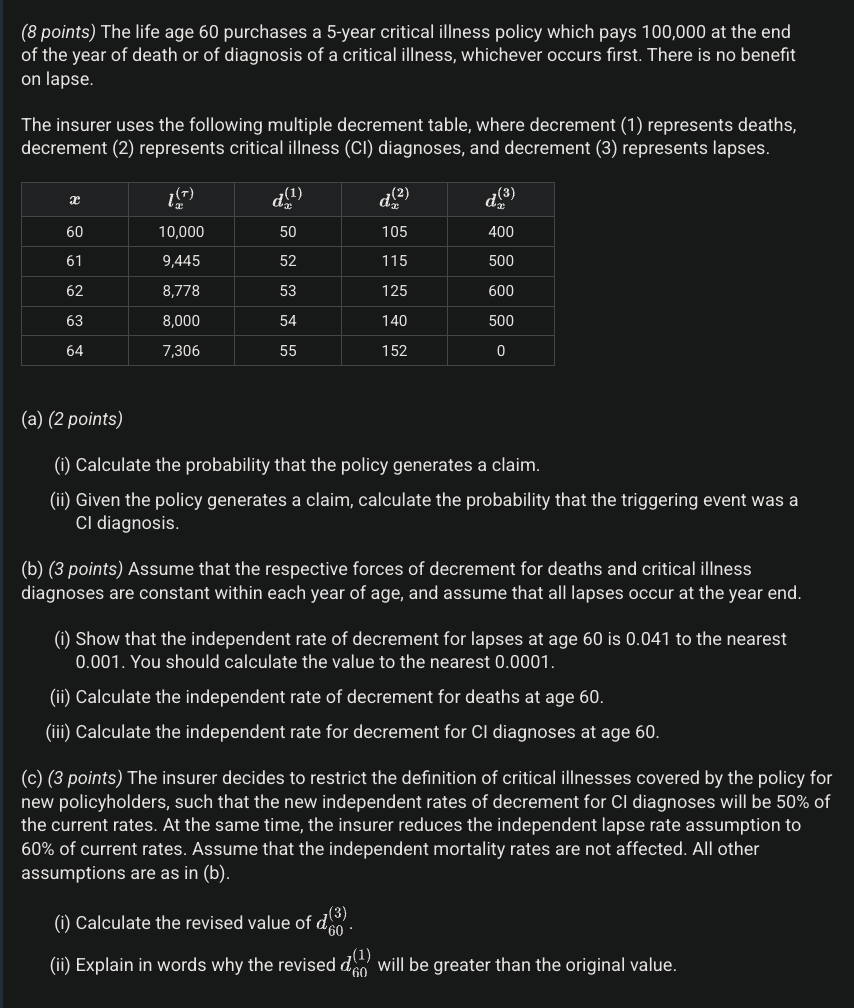 (8 points) The life age 60 purchases a 5-year critical illness policy which pays 100,000 at the end
of the year of death or of diagnosis of a critical illness, whichever occurs first. There is no benefit
on lapse.
The insurer uses the following multiple decrement table, where decrement (1) represents deaths,
decrement (2) represents critical illness (CI) diagnoses, and decrement (3) represents lapses.
x l_x^{(τ)} d_x^{(1)} d_x^{(2)} d_x^{(3)}
60 10,000 50 105 400
61 9,445 52 115 500
62 8,778 53 125 600
63 8,000 54 140 500
64 7,306 55 152 0
(a) (2 points)
(i) Calculate the probability that the policy generates a claim.
(ii) Given the policy generates a claim, calculate the probability that the triggering event was a
CI diagnosis.
(b) (3 points) Assume that the respective forces of decrement for deaths and critical illness
diagnoses are constant within each year of age, and assume that all lapses occur at the year end.
(i) Show that the independent rate of decrement for lapses at age 60 is 0.041 to the nearest
0.001. You should calculate the value to the nearest 0.0001.
(ii) Calculate the independent rate of decrement for deaths at age 60.
(iii) Calculate the independent rate for decrement for CI diagnoses at age 60.
(c) (3 points) The insurer decides to restrict the definition of critical illnesses covered by the policy for
new policyholders, such that the new independent rates of decrement for CI diagnoses will be 50% of
the current rates. At the same time, the insurer reduces the independent lapse rate assumption to
60% of current rates. Assume that the independent mortality rates are not affected. All other
assumptions are as in (b).
(i) Calculate the revised value of d_{60}^{(3)}.
(ii) Explain in words why the revised d_{60}^{(1)} will be greater than the original value.